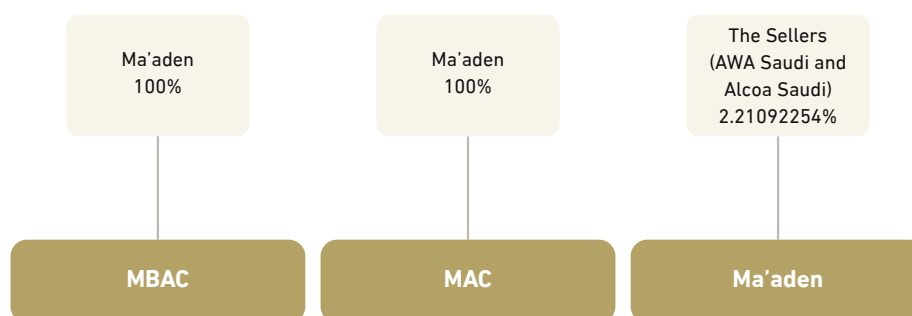 Ma’aden
100%
Ma’aden
100%
The Sellers
(AWA Saudi and
Alcoa Saudi)
2.21092254%
MBAC
MAC
Ma’aden